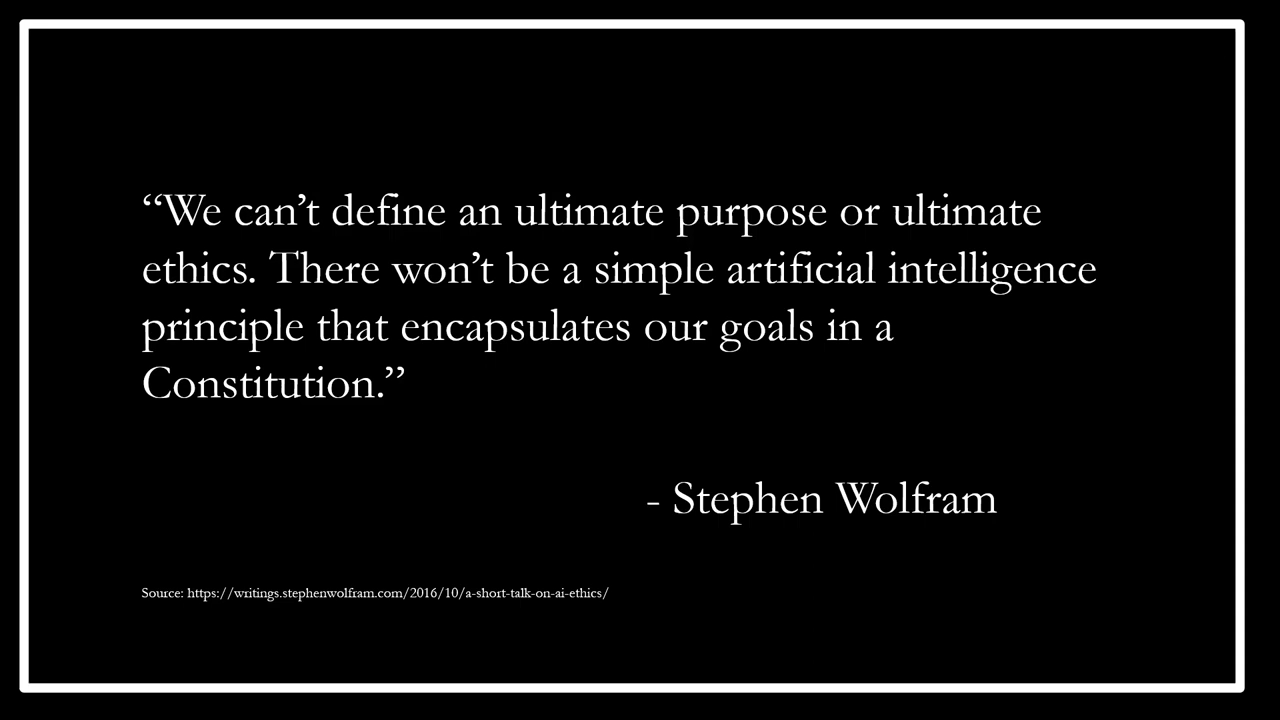 “We can’t define an ultimate purpose or ultimate
ethics. There won’t be a simple artificial intelligence
principle that encapsulates our goals in a
Constitution.”
- Stephen Wolfram
Source: https://writings.stephenwolfram.com/2016/10/a-short-talk-on-ai-ethics/